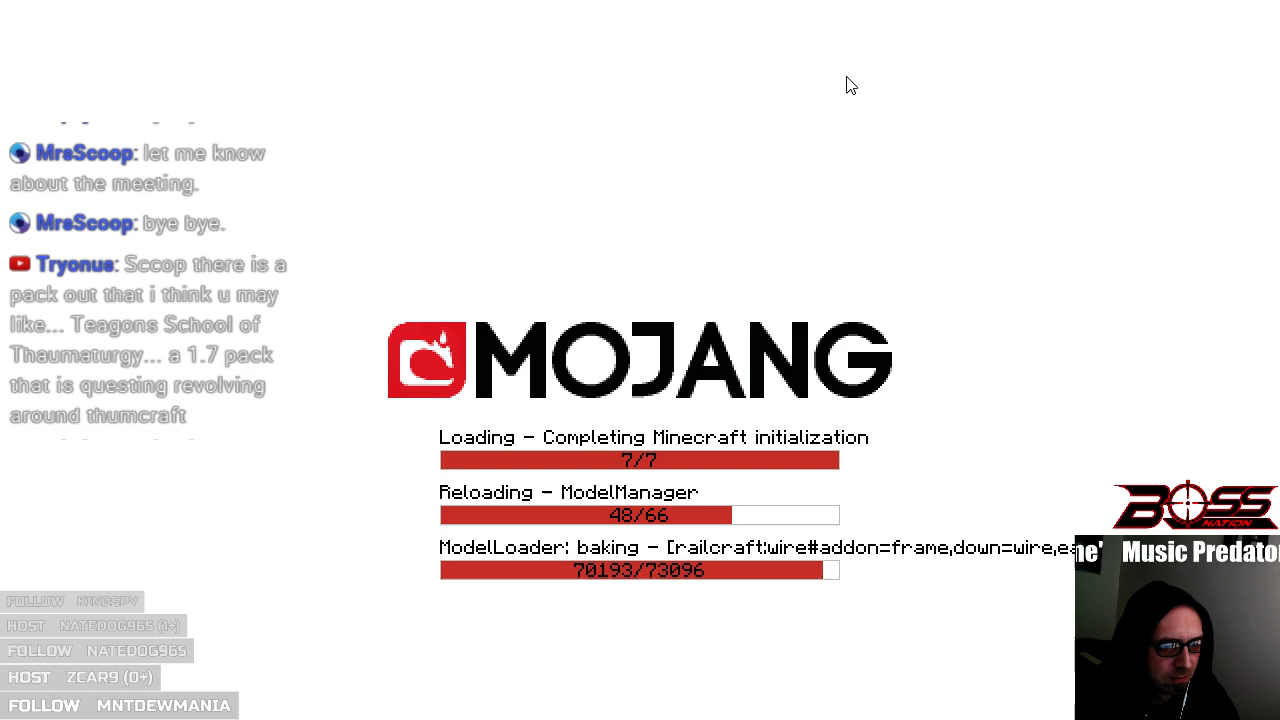 MrsScoop: let me know
about the meeting.
MrsScoop: bye bye.
Tryonus: Sccop there is a
pack out that i think u may
like... Teagons School of
Thaumaturgy... a 1.7 pack
that is questing revolving
around thumcraft
MOJANG
Loading - Completing Minecraft initialization
7/7
Reloading - ModelManager
48/66
ModelLoader: baking - [railcraft:wire#addon=frame,down=wire,ea
70193/73096
BOSS
NATION
ne' Music Predato
FOLLOW KINGSPY
HOST NATEDOG965 (1+)
FOLLOW NATEDOG965
HOST ZCAR9 (0+)
FOLLOW MNTDEWMANIA